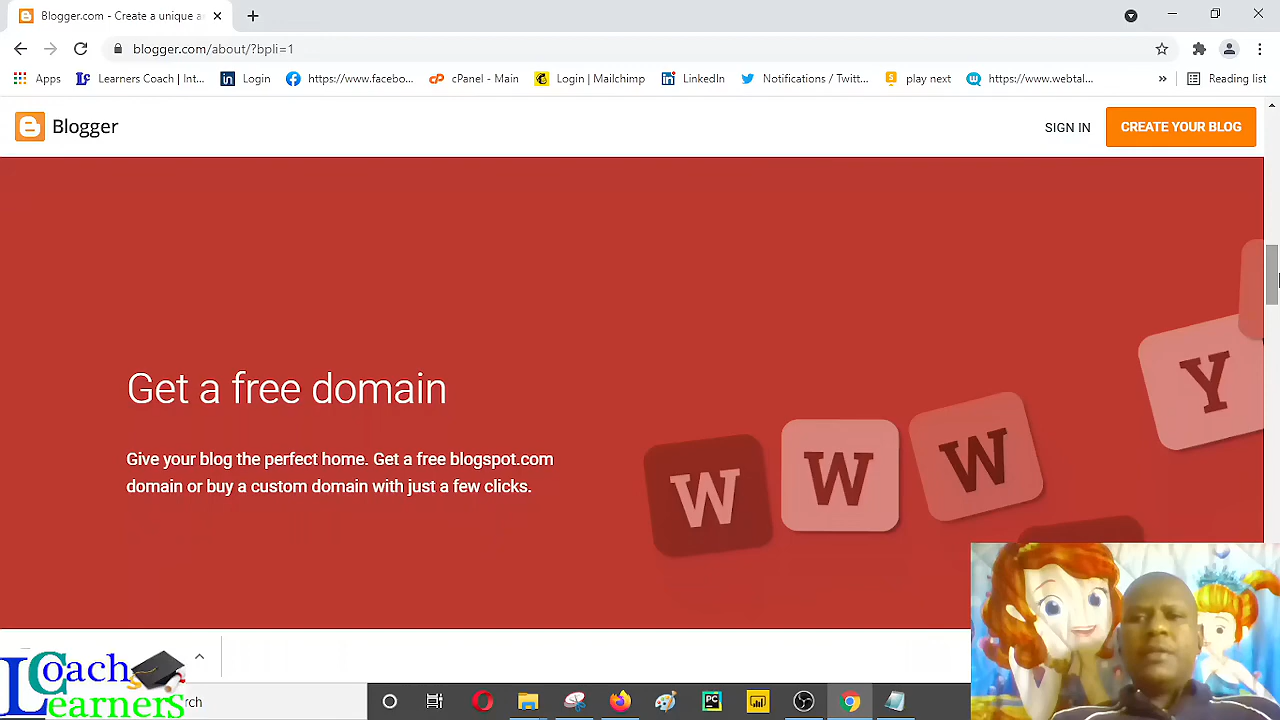 Blogger.com - Create a unique a
blogger.com/about/?bpli=1
Apps
Learners Coach | Int...
Login
https://www.facebo...
cPanel - Main
Login | Mailchimp
LinkedIn
Notifications / Twitt...
play next
https://www.webtal...
»
Reading list
Blogger
SIGN IN
CREATE YOUR BLOG
Get a free domain
Give your blog the perfect home. Get a free blogspot.com
domain or buy a custom domain with just a few clicks.
Y
W W W
Coach
Learners
rch
PC